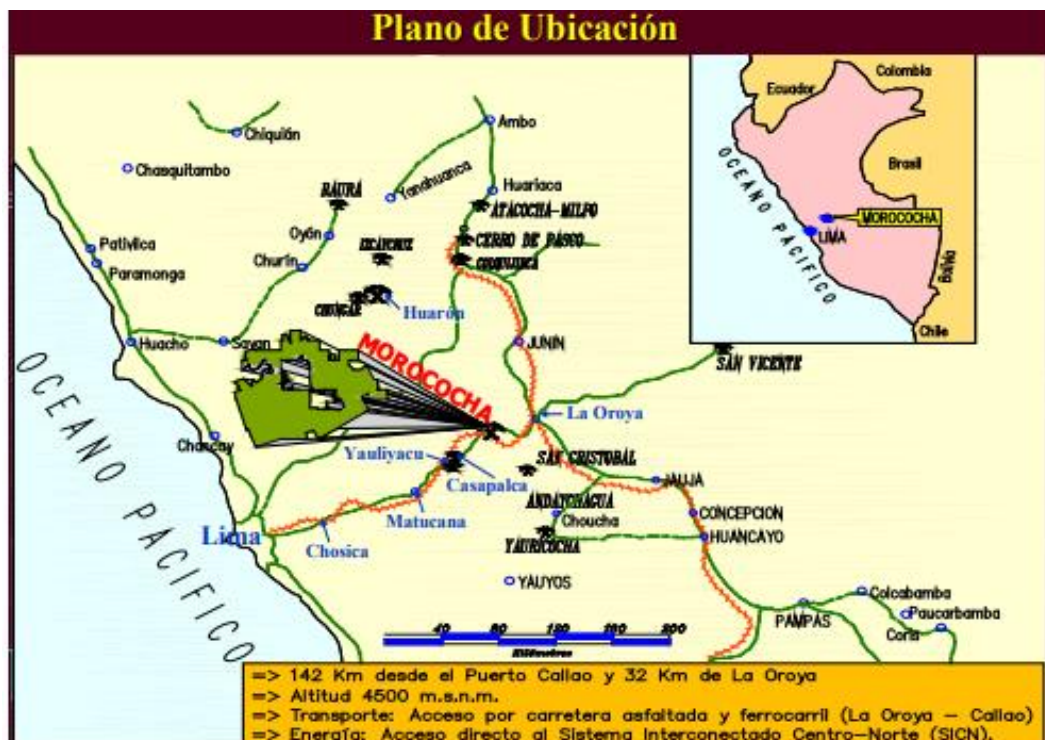 Plano de Ubicación
Colombia
Ecuador
Brasil
OCEANO PACIFICO
MOROCOCHA
LIMA
Bolivia
Chile
Chiquián
Ambo
Chasquitambo
Yanahuanca
Huariaca
RAURA
ATACOCHA-MILPO
Oyón
CERRO DE PASCO
Pativilca
Churín
Paramonga
CHUNGAR
Huarón
Huacho
Sayan
JUNIN
SAN VICENTE
MOROCOCHA
La Oroya
OCEANO PACIFICO
Chancay
Yauliyacu
SAN CRISTOBAL
Casapalca
JAUJA
Matucana
ANDAYCHAGUA
CONCEPCION
Choucha
Lima
Chosica
YAURICOCHA
HUANCAYO
YAUYOS
Colcabamba
PAMPAS
Paucarbamba
Coris
40 80 120 160 200
Kilometros
=> 142 Km desde el Puerto Callao y 32 Km de La Oroya
=> Altitud 4500 m.s.n.m.
=> Transporte: Acceso por carretera asfaltada y ferrocarril (La Oroya – Callao)
=> Energía: Acceso directo al Sistema Interconectado Centro–Norte (SICN).